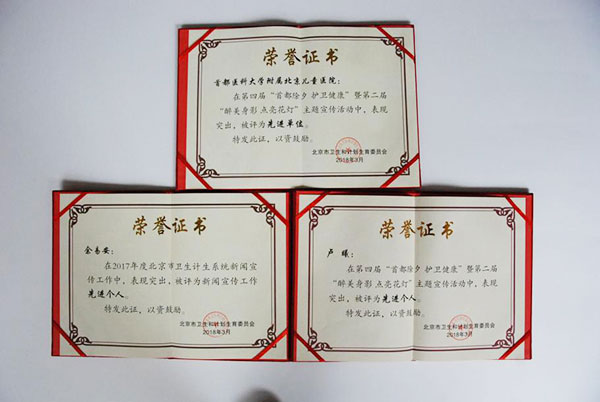 荣誉证书
首都医科大学附属北京儿童医院：
在第四届“首都除夕 护卫健康”暨第二届
“醉美身影 点亮花灯”主题宣传活动中，表现
突出，被评为先进单位。
特发此证，以资鼓励。
北京市卫生和计划生育委员会
2018年3月
荣誉证书
余易安：
在2017年度北京市卫生计生系统新闻宣
传工作中，表现突出，被评为新闻宣传工作
先进个人。
特发此证，以资鼓励。
北京市卫生和计划生育委员会
2018年3月
荣誉证书
卢曦：
在第四届“首都除夕 护卫健康”暨第二届
“醉美身影 点亮花灯”主题宣传活动中，表现
突出，被评为先进个人。
特发此证，以资鼓励。
北京市卫生和计划生育委员会
2018年3月